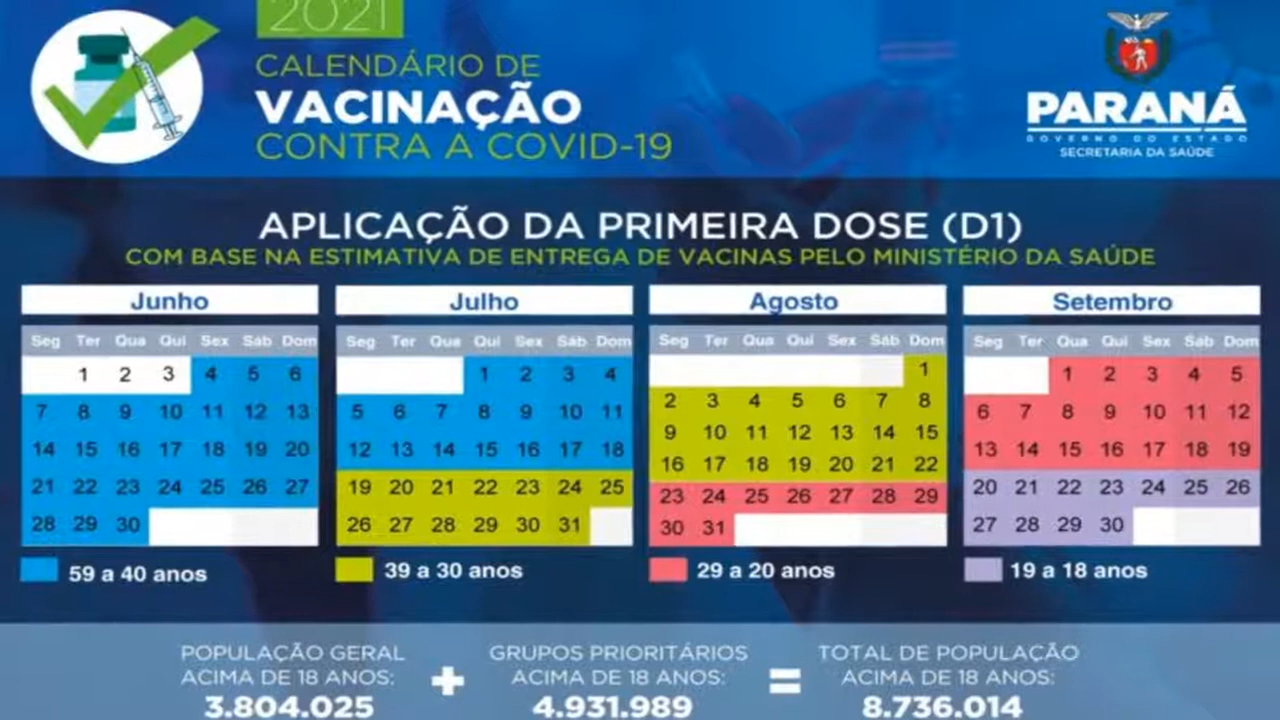 2021
CALENDÁRIO DE
VACINAÇÃO
CONTRA A COVID-19
PARANÁ
GOVERNO DO ESTADO
SECRETARIA DA SAÚDE
APLICAÇÃO DA PRIMEIRA DOSE (D1)
COM BASE NA ESTIMATIVA DE ENTREGA DE VACINAS PELO MINISTÉRIO DA SAÚDE
Junho
Seg Ter Qua Qui Sex Sáb Dom
1 2 3 4 5 6
7 8 9 10 11 12 13
14 15 16 17 18 19 20
21 22 23 24 25 26 27
28 29 30
59 a 40 anos
Julho
Seg Ter Qua Qui Sex Sáb Dom
1 2 3 4
5 6 7 8 9 10 11
12 13 14 15 16 17 18
19 20 21 22 23 24 25
26 27 28 29 30 31
39 a 30 anos
Agosto
Seg Ter Qua Qui Sex Sáb Dom
1
2 3 4 5 6 7 8
9 10 11 12 13 14 15
16 17 18 19 20 21 22
23 24 25 26 27 28 29
30 31
29 a 20 anos
Setembro
Seg Ter Qua Qui Sex Sáb Dom
1 2 3 4 5
6 7 8 9 10 11 12
13 14 15 16 17 18 19
20 21 22 23 24 25 26
27 28 29 30
19 a 18 anos
POPULAÇÃO GERAL
ACIMA DE 18 ANOS:
3.804.025
+
GRUPOS PRIORITÁRIOS
ACIMA DE 18 ANOS:
4.931.989
=
TOTAL DE POPULAÇÃO
ACIMA DE 18 ANOS:
8.736.014